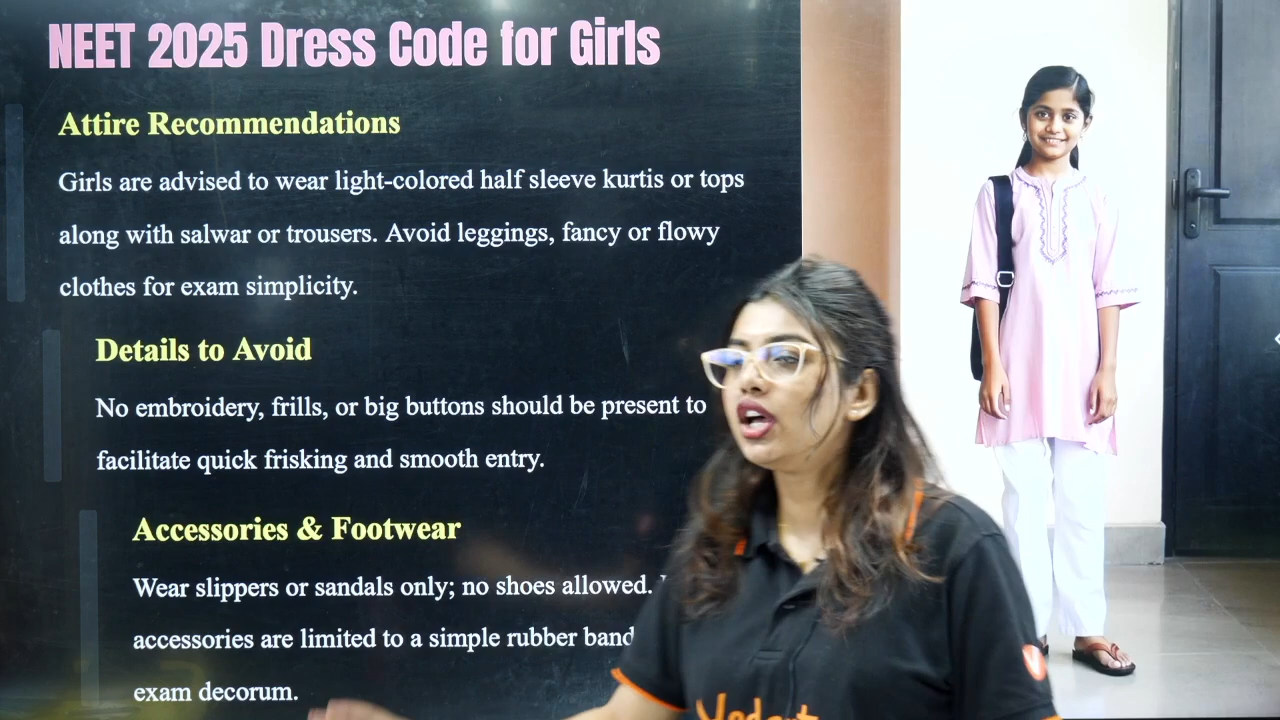 NEET 2025 Dress Code for Girls
Attire Recommendations
Girls are advised to wear light-colored half sleeve kurtis or tops
along with salwar or trousers. Avoid leggings, fancy or flowy
clothes for exam simplicity.
Details to Avoid
No embroidery, frills, or big buttons should be present to
facilitate quick frisking and smooth entry.
Accessories & Footwear
Wear slippers or sandals only; no shoes allowed.
accessories are limited to a simple rubber band
exam decorum.